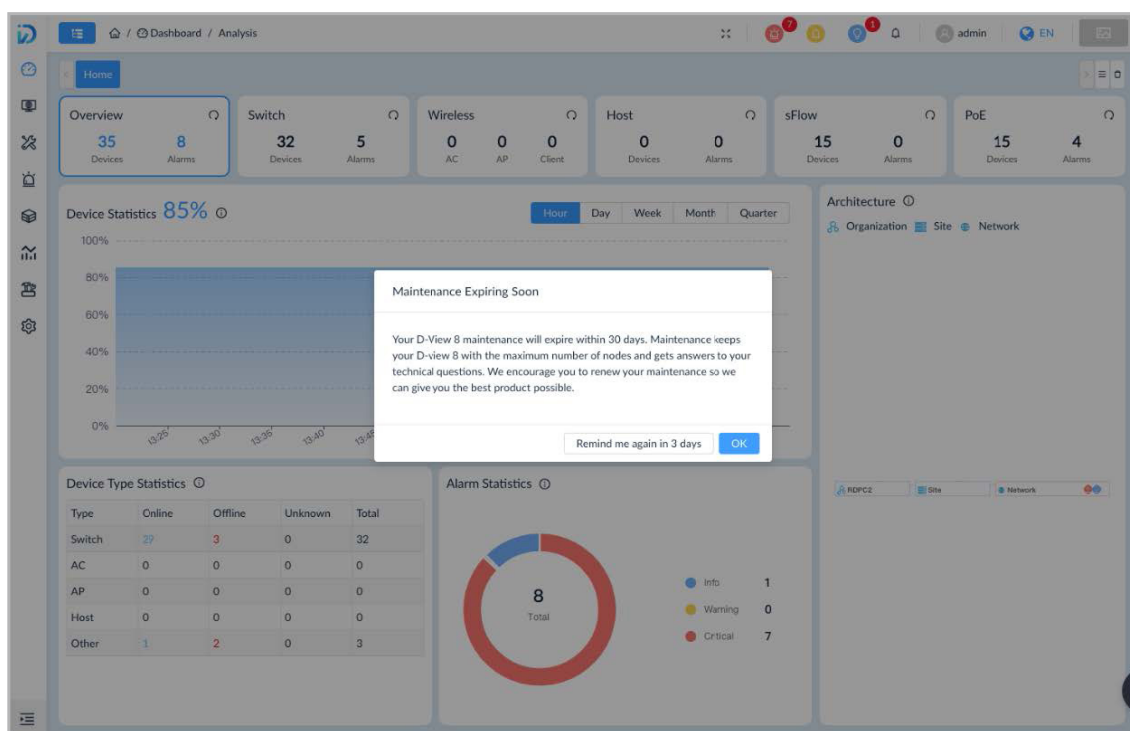 / Dashboard / Analysis
7
1
admin
EN
Home
Overview
35 8
Devices Alarms
Switch
32 5
Devices Alarms
Wireless
0 0 0
AC AP Client
Host
0 0
Devices Alarms
sFlow
15 0
Devices Alarms
PoE
15 4
Devices Alarms
Device Statistics 85%
Hour Day Week Month Quarter
100%
80%
60%
40%
20%
0%
13:25' 13:30' 13:35' 13:40'
Architecture
Organization Site Network
RDPC2 Site Network
Maintenance Expiring Soon
Your D-View 8 maintenance will expire within 30 days. Maintenance keeps
your D-view 8 with the maximum number of nodes and gets answers to your
technical questions. We encourage you to renew your maintenance so we
can give you the best product possible.
Remind me again in 3 days OK
Device Type Statistics
Type Online Offline Unknown Total
Switch 29 3 0 32
AC 0 0 0 0
AP 0 0 0 0
Host 0 0 0 0
Other 1 2 0 3
Alarm Statistics
8
Total
Info 1
Warning 0
Critical 7